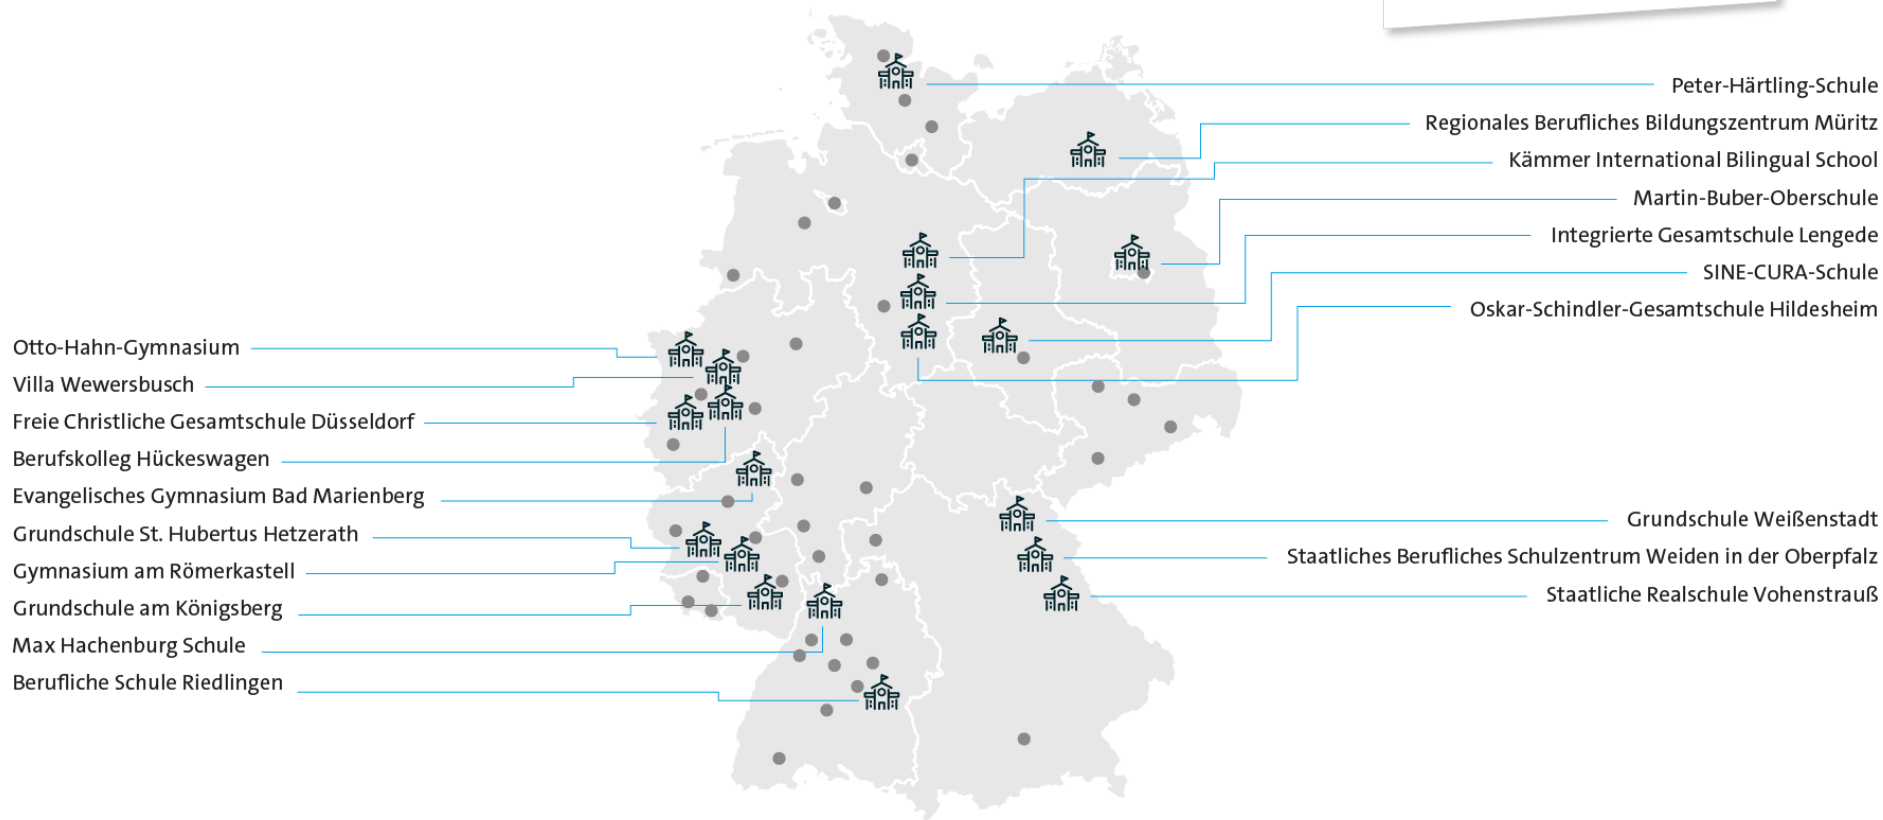 Peter-Härtling-Schule
Regionales Berufliches Bildungszentrum Müritz
Kämmer International Bilingual School
Martin-Buber-Oberschule
Integrierte Gesamtschule Lengede
SINE-CURA-Schule
Oskar-Schindler-Gesamtschule Hildesheim
Otto-Hahn-Gymnasium
Villa Wewersbusch
Freie Christliche Gesamtschule Düsseldorf
Berufskolleg Hückeswagen
Evangelisches Gymnasium Bad Marienberg
Grundschule St. Hubertus Hetzerath
Gymnasium am Römerkastell
Grundschule am Königsberg
Max Hachenburg Schule
Berufliche Schule Riedlingen
Grundschule Weißenstadt
Staatliches Berufliches Schulzentrum Weiden in der Oberpfalz
Staatliche Realschule Vohenstrauß